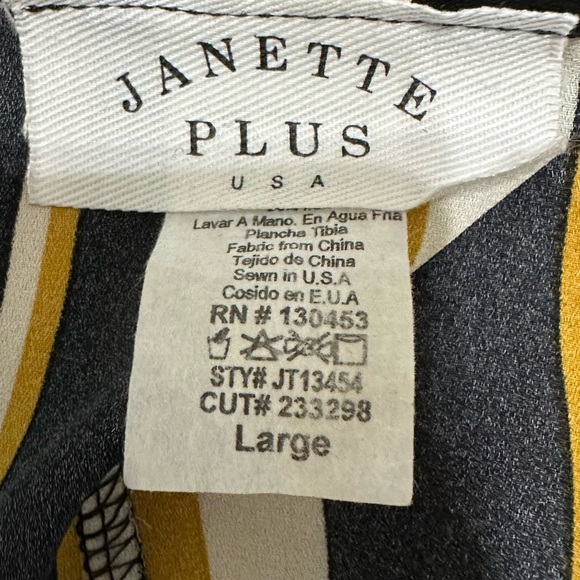 JANETTE
PLUS
USA
Lavar A Mano. En Agua Fria
Plancha Tibia
Fabric from China
Tejido de China
Sewn in U.S.A
Cosido en E.U.A
RN # 130453
STY# JT13454
CUT# 233298
Large